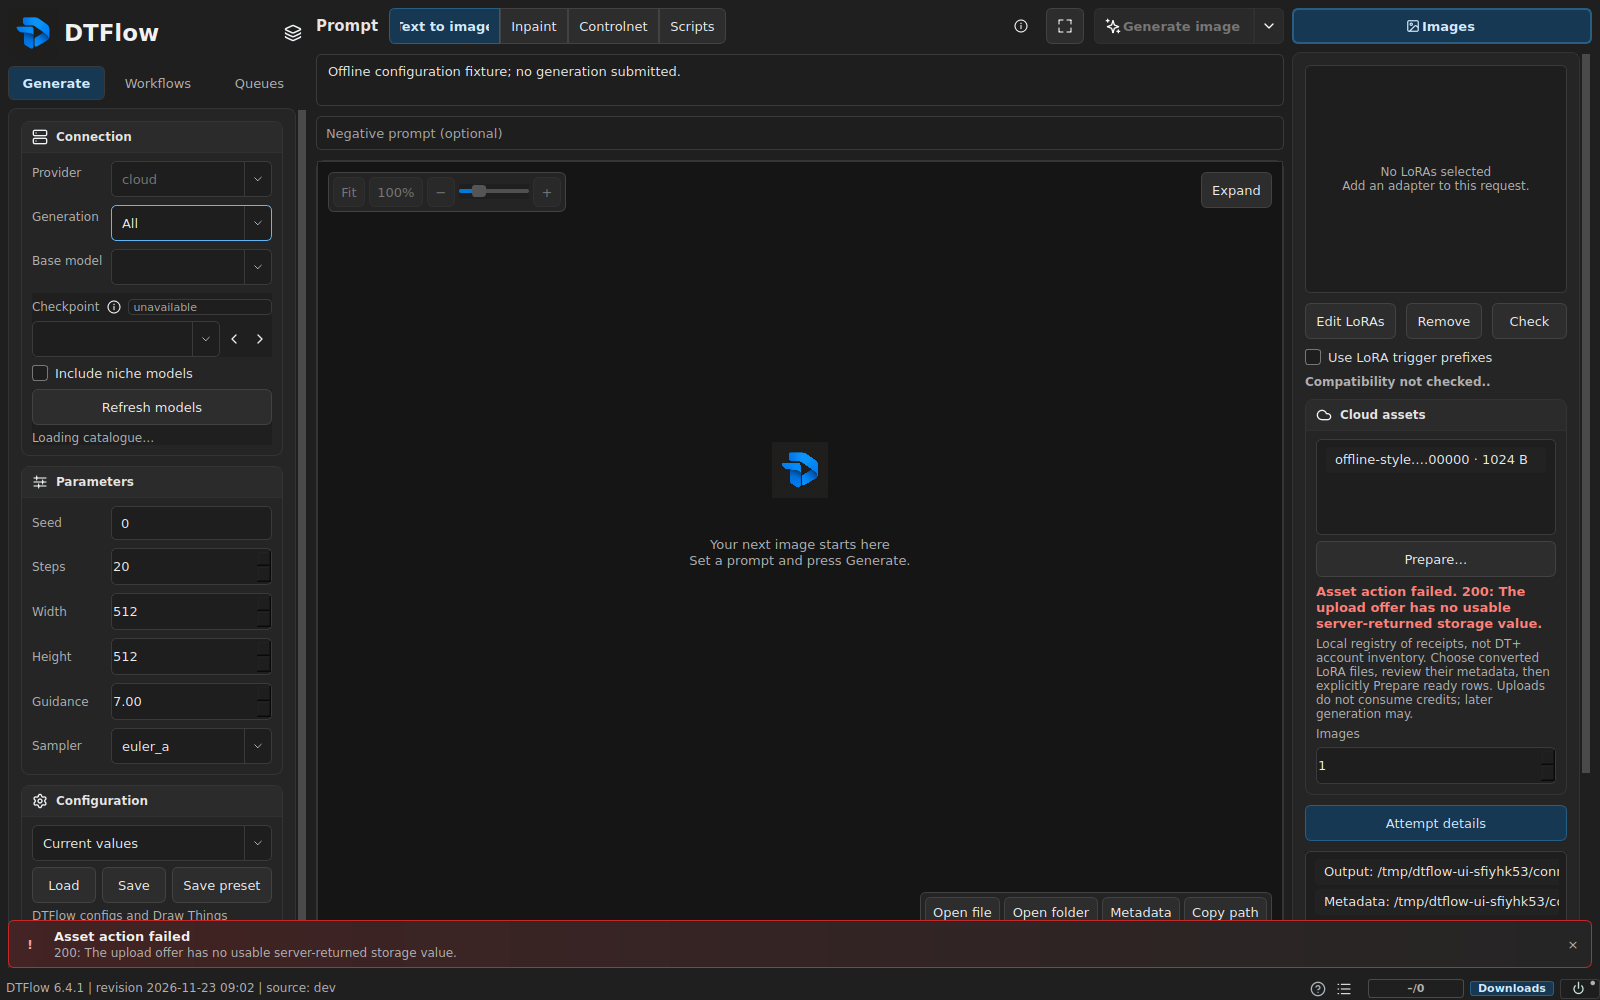 DTFlow
Generate
Workflows
Queues
Connection
Provider
cloud
Generation
All
Base model
Checkpoint
unavailable
Include niche models
Refresh models
Loading catalogue...
Parameters
Seed
0
Steps
20
Width
512
Height
512
Guidance
7.00
Sampler
euler_a
Configuration
Current values
Load
Save
Save preset
DTFlow configs and Draw Things
Prompt
Text to image
Inpaint
Controlnet
Scripts
Generate image
Offline configuration fixture; no generation submitted.
Negative prompt (optional)
Fit
100%
−
+
Expand
Your next image starts here
Set a prompt and press Generate.
Open file
Open folder
Metadata
Copy path
Images
No LoRAs selected
Add an adapter to this request.
Edit LoRAs
Remove
Check
Use LoRA trigger prefixes
Compatibility not checked..
Cloud assets
offline-style....00000 · 1024 B
Prepare...
Asset action failed. 200: The
upload offer has no usable
server-returned storage value.
Local registry of receipts, not DT+
account inventory. Choose converted
LoRA files, review their metadata, then
explicitly Prepare ready rows. Uploads
do not consume credits; later
generation may.
Images
1
Attempt details
Output: /tmp/dtflow-ui-sfiyhk53/conn
Metadata: /tmp/dtflow-ui-sfiyhk53/co
!
Asset action failed
200: The upload offer has no usable server-returned storage value.
×
DTFlow 6.4.1 | revision 2026-11-23 09:02 | source: dev
–/0
Downloads